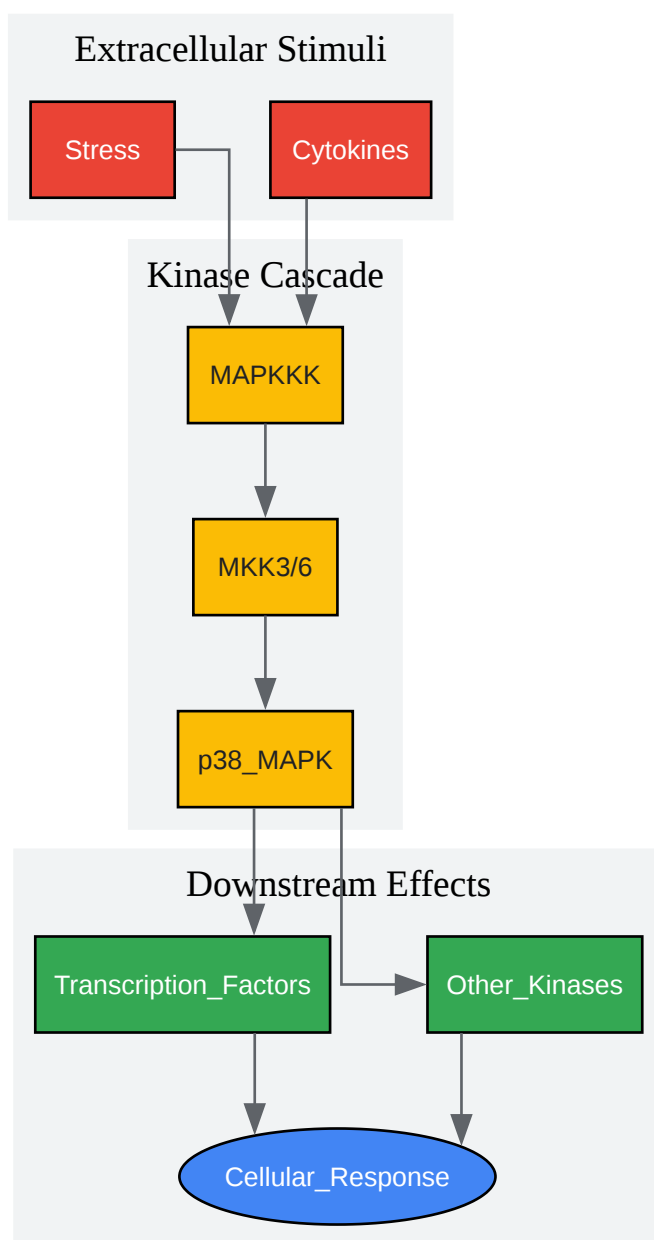 Extracellular Stimuli
Stress
Cytokines
Kinase Cascade
MAPKKK
MKK3/6
p38_MAPK
Downstream Effects
Transcription_Factors
Other_Kinases
Cellular_Response